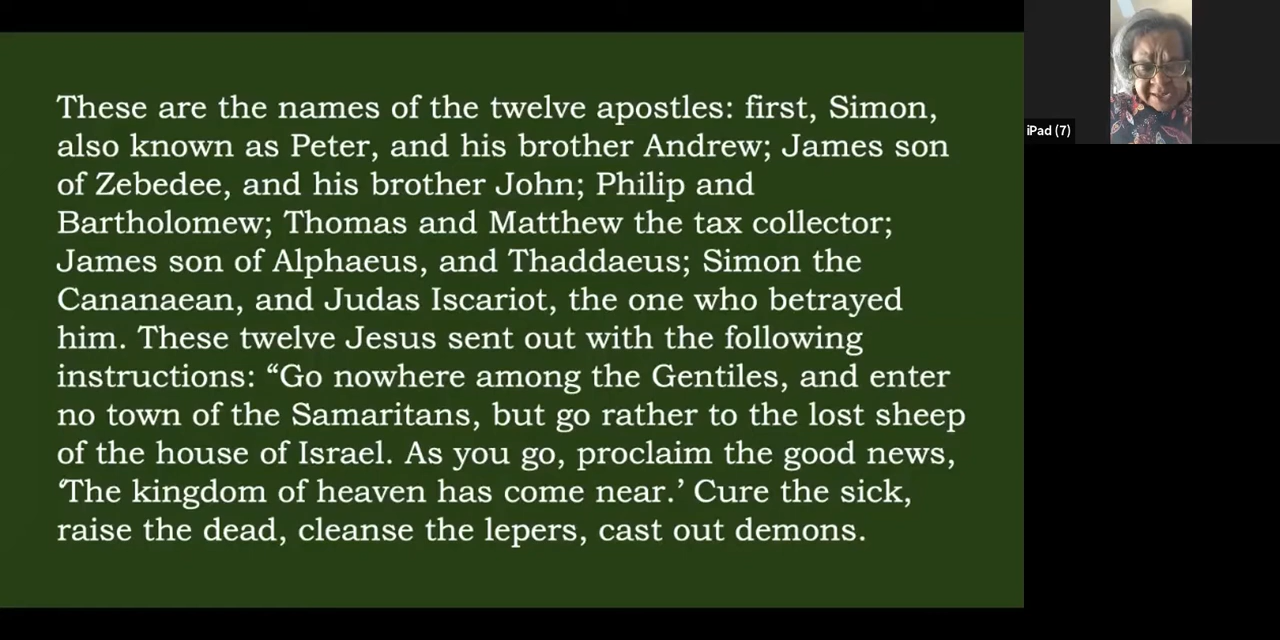 These are the names of the twelve apostles: first, Simon,
also known as Peter, and his brother Andrew; James son
of Zebedee, and his brother John; Philip and
Bartholomew; Thomas and Matthew the tax collector;
James son of Alphaeus, and Thaddaeus; Simon the
Cananaean, and Judas Iscariot, the one who betrayed
him. These twelve Jesus sent out with the following
instructions: “Go nowhere among the Gentiles, and enter
no town of the Samaritans, but go rather to the lost sheep
of the house of Israel. As you go, proclaim the good news,
‘The kingdom of heaven has come near.’ Cure the sick,
raise the dead, cleanse the lepers, cast out demons.
iPad (7)